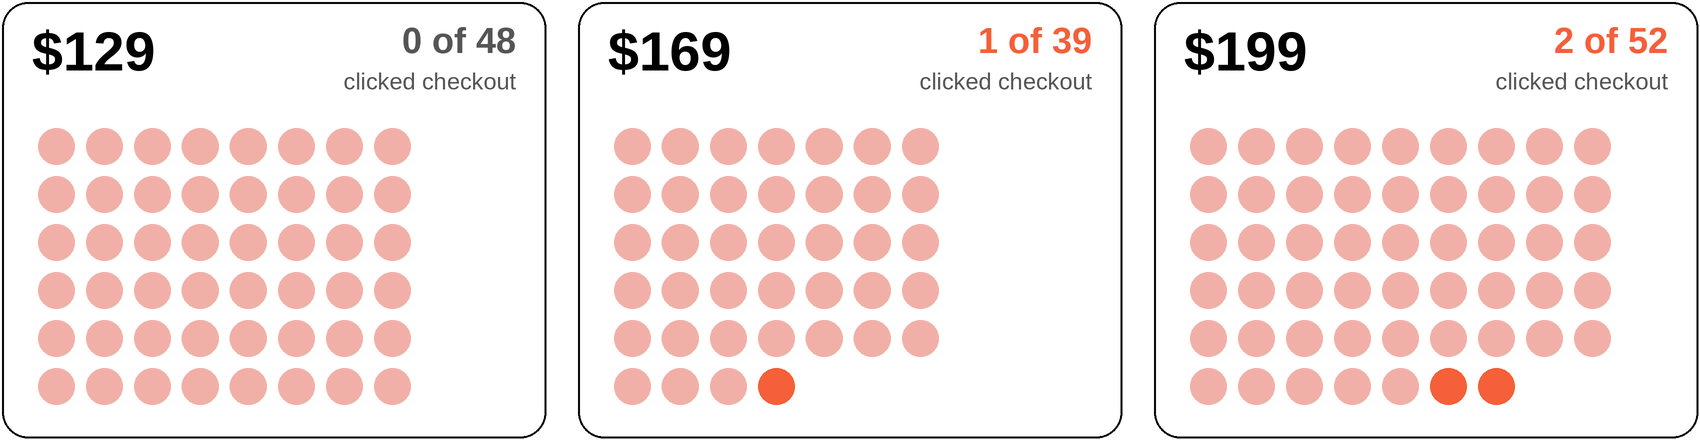 $129
0 of 48
clicked checkout
$169
1 of 39
clicked checkout
$199
2 of 52
clicked checkout